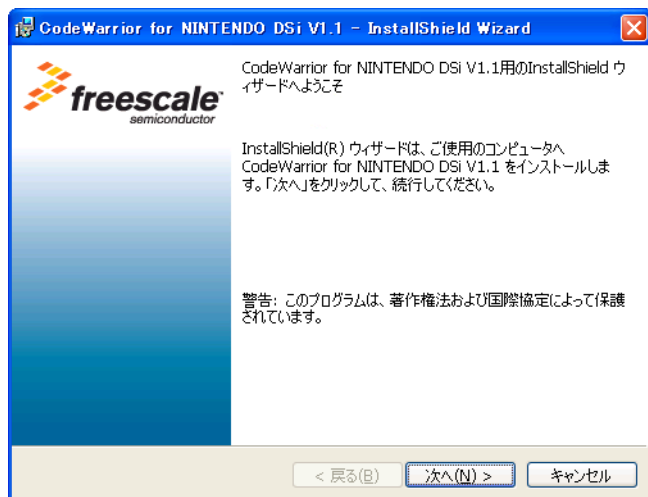 CodeWarrior for NINTENDO DSi V1.1 - InstallShield Wizard
freescale™
semiconductor
CodeWarrior for NINTENDO DSi V1.1用のInstallShield ウ
ィザードへようこそ
InstallShield(R) ウィザードは、ご使用のコンピュータへ
CodeWarrior for NINTENDO DSi V1.1 をインストールしま
す。「次へ」をクリックして、続行してください。
警告: このプログラムは、著作権法および国際協定によって保護
されています。
< 戻る(B)
次へ(N) >
キャンセル